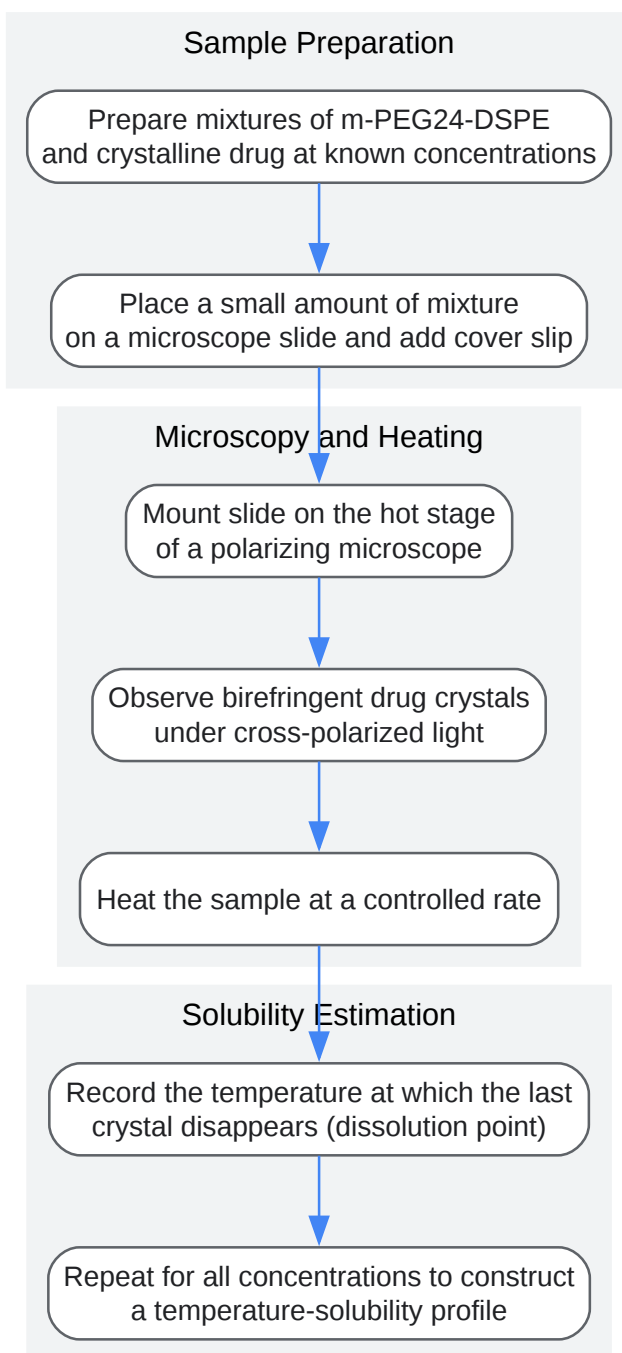 Sample Preparation
Prepare mixtures of m-PEG24-DSPE
and crystalline drug at known concentrations
Place a small amount of mixture
on a microscope slide and add cover slip
Microscopy and Heating
Mount slide on the hot stage
of a polarizing microscope
Observe birefringent drug crystals
under cross-polarized light
Heat the sample at a controlled rate
Solubility Estimation
Record the temperature at which the last
crystal disappears (dissolution point)
Repeat for all concentrations to construct
a temperature-solubility profile